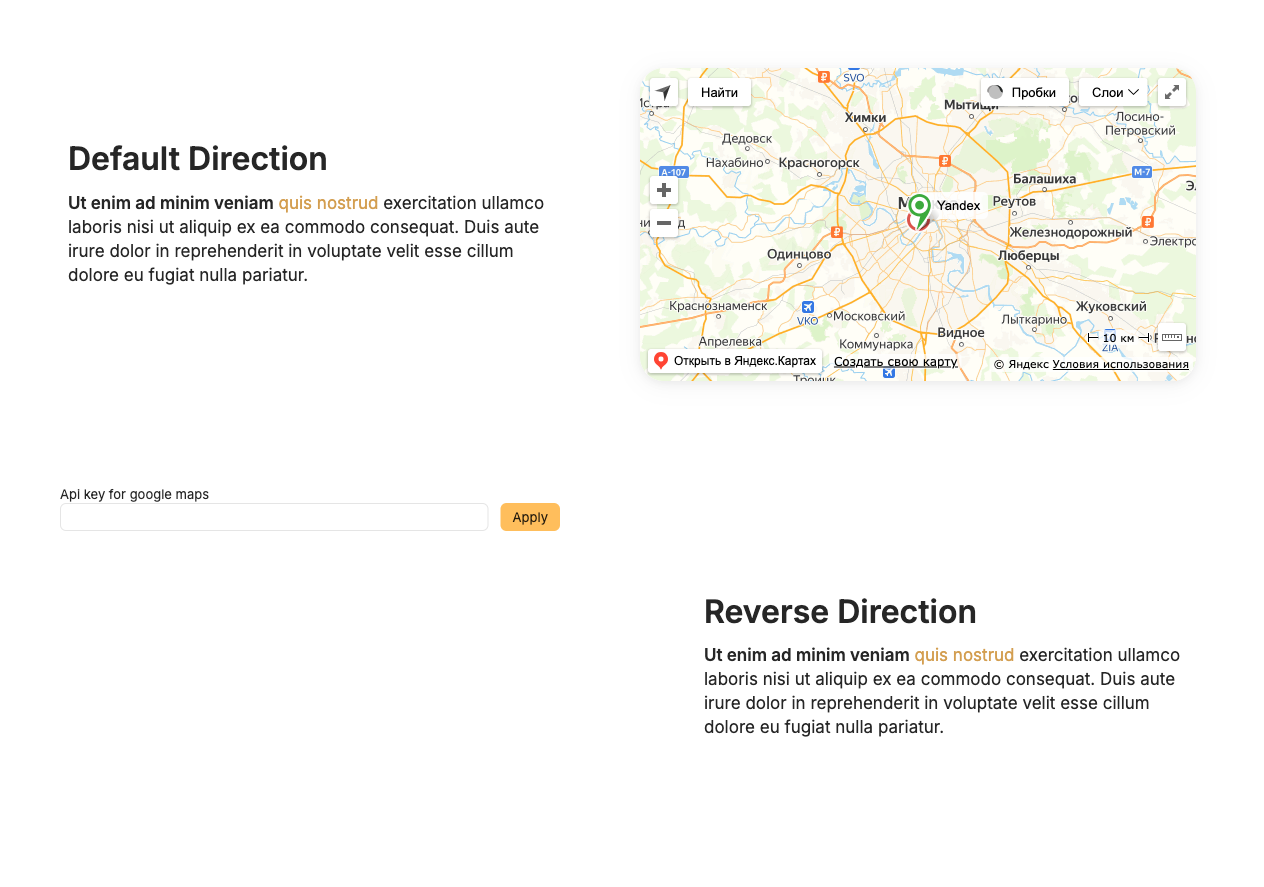 Default Direction
Ut enim ad minim veniam quis nostrud exercitation ullamco
laboris nisi ut aliquip ex ea commodo consequat. Duis aute
irure dolor in reprehenderit in voluptate velit esse cillum
dolore eu fugiat nulla pariatur.
SVO
Найти
Пробки
Слои
Мытищи
Химки
Лосино-
Петровский
Дедовск
Нахабино
Красногорск
А-107
М-7
Балашиха
Реутов
Yandex
Железнодорожный
Одинцово
Люберцы
Краснознаменск
VKO
Московский
Жуковский
Лыткарино
Видное
10 км
ZIA
Апрелевка
Коммунарка
Открыть в Яндекс.Картах
Создать свою карту
© Яндекс Условия использования
Api key for google maps
Apply
Reverse Direction
Ut enim ad minim veniam quis nostrud exercitation ullamco
laboris nisi ut aliquip ex ea commodo consequat. Duis aute
irure dolor in reprehenderit in voluptate velit esse cillum
dolore eu fugiat nulla pariatur.